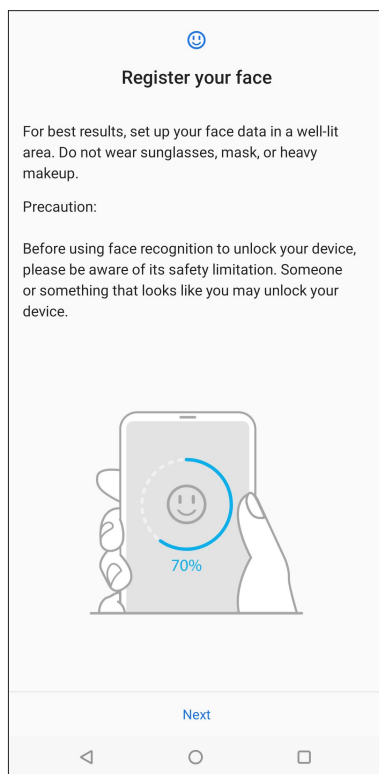 Register your face
For best results, set up your face data in a well-lit
area. Do not wear sunglasses, mask, or heavy
makeup.
Precaution:
Before using face recognition to unlock your device,
please be aware of its safety limitation. Someone
or something that looks like you may unlock your
device.
70%
Next